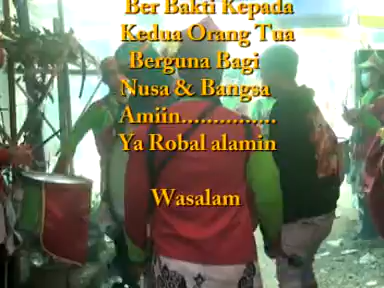 Ber Bakti Kepada
Kedua Orang Tua
Berguna Bagi
Nusa & Bangsa
Amiin...............
Ya Robal alamin
Wasalam